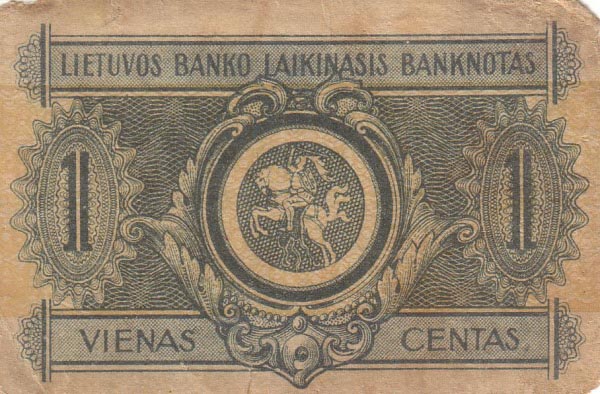 LIETUVOS BANKO LAIKINASIS BANKNOTAS
1 1
VIENAS CENTAS